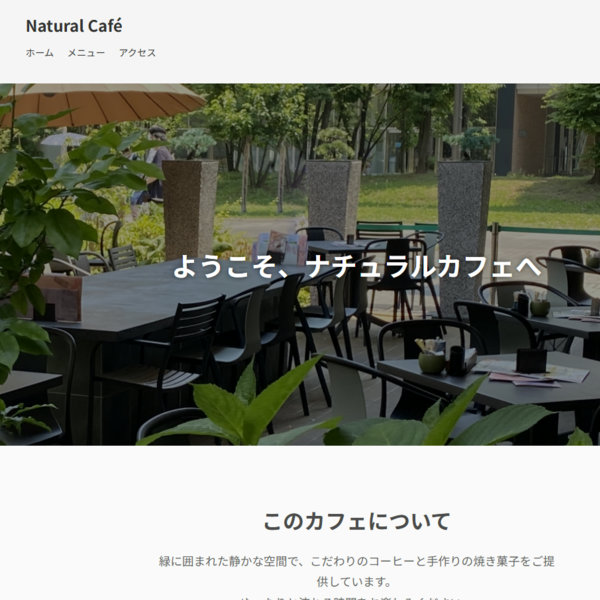 Natural Café
ホーム メニュー アクセス
ようこそ、ナチュラルカフェへ
このカフェについて
緑に囲まれた静かな空間で、こだわりのコーヒーと手作りの焼き菓子をご提
供しています。